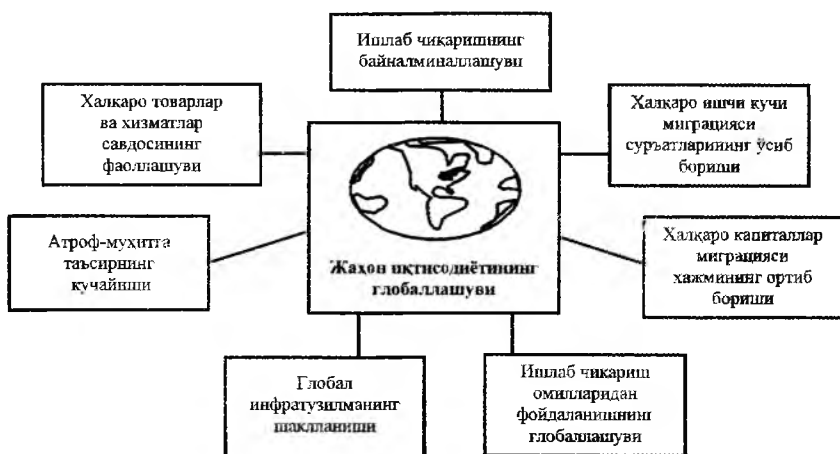 Ишлаб чиқаришнинг
байналминаллашуви
Халқаро товарлар
ва хизматлар
савдосининг
фаоллашуви
Халқаро ишчи кучи
миграцияси
суръатларининг ўсиб
бориши
Атроф-муҳитга
таъсирнинг
кучайиши
Жаҳон иқтисодиётининг
глобаллашуви
Халқаро капиталлар
миграцияси
хажмининг ортиб
бориши
Глобал
инфратузилманинг
шаклланиши
Ишлаб чиқариш
омилларидан
фойдаланишнинг
глобаллашуви